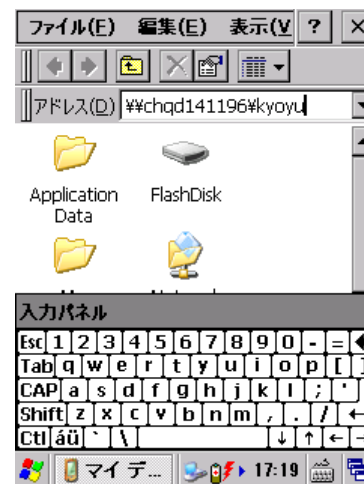 ファイル(F) 編集(E) 表示(V ? ×
アドレス(D) ¥¥chqd141196¥kyoyu
Application Data
FlashDisk
入力パネル
Esc 1 2 3 4 5 6 7 8 9 0 - =
Tab q w e r t y u i o p [ ]
CAP a s d f g h j k l ; '
Shift z x c v b n m , . / ←
Ctl áü ` \ ↓ ↑ ← →
マイ デ... 17:19